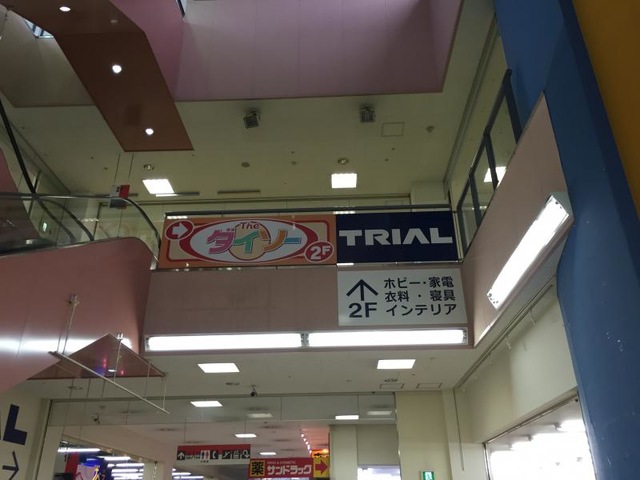 The
ダイソー
2F
TRIAL
ホビー・家電
衣料・寝具
2F インテリア
AL
薬 サンドラッグ